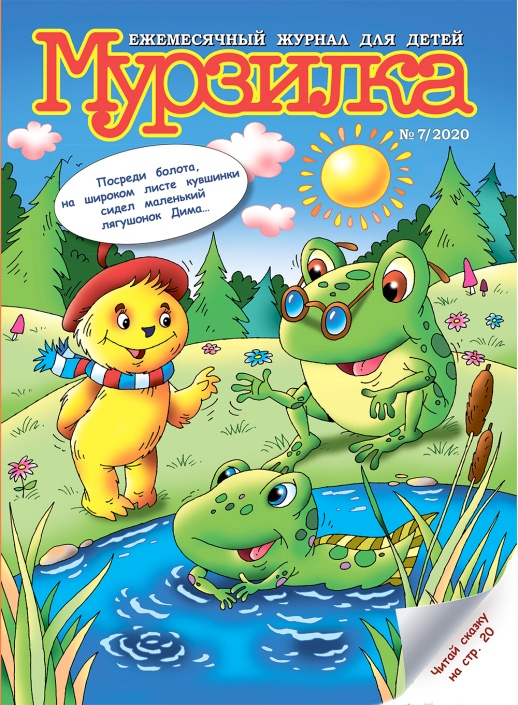 ЕЖЕМЕСЯЧНЫЙ ЖУРНАЛ ДЛЯ ДЕТЕЙ
Мурзилка
№ 7/2020
Посреди болота,
на широком листе кувшинки
сидел маленький
лягушонок Дима...
Читай сказку
на стр. 20